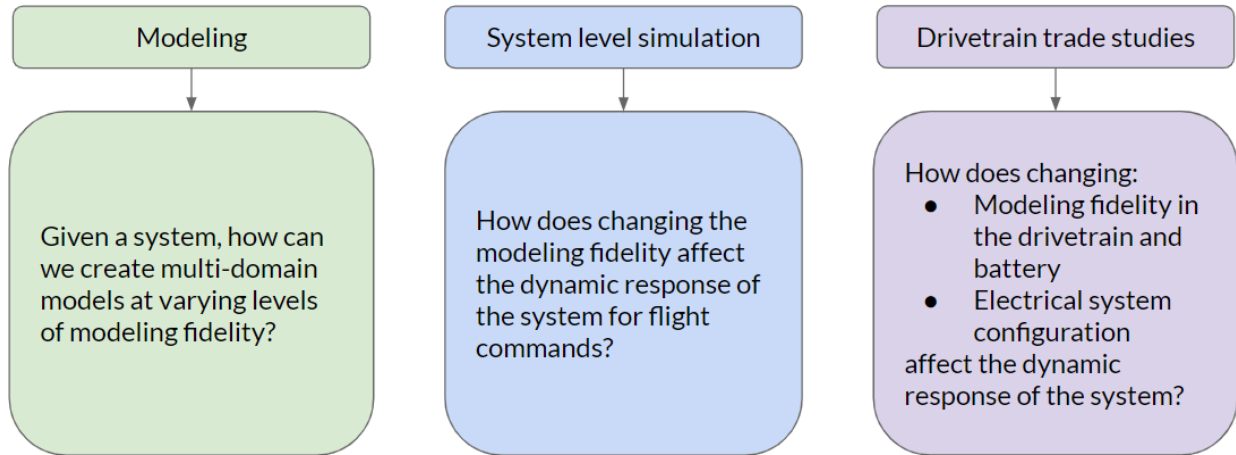 Modeling
Given a system, how can
we create multi-domain
models at varying levels
of modeling fidelity?
System level simulation
How does changing the
modeling fidelity affect
the dynamic response of
the system for flight
commands?
Drivetrain trade studies
How does changing:
● Modeling fidelity in
the drivetrain and
battery
● Electrical system
configuration
affect the dynamic
response of the system?